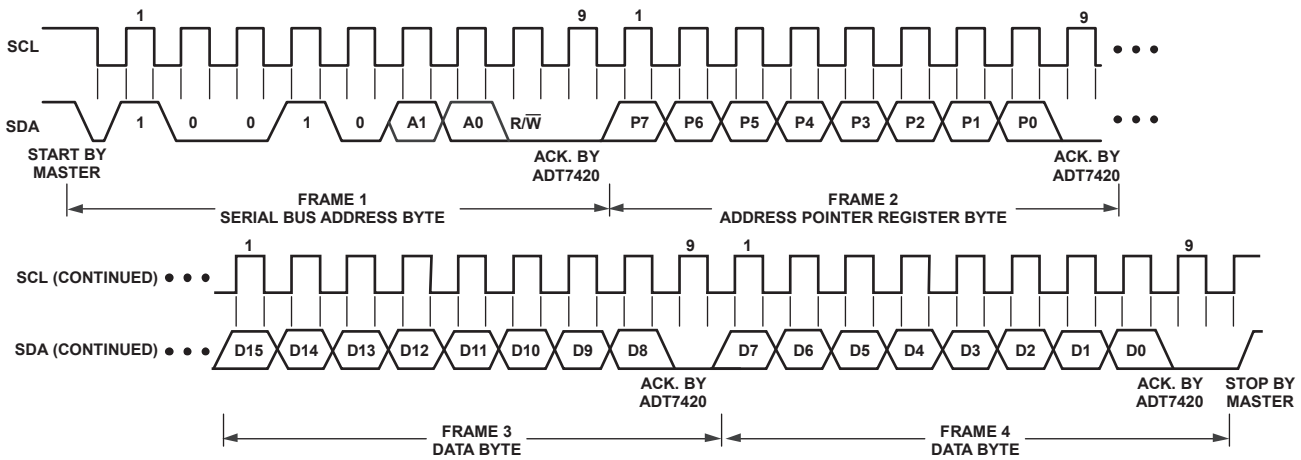 1 9 1 9
SCL
SDA 1 0 0 1 0 A1 A0 R/W̅ P7 P6 P5 P4 P3 P2 P1 P0
START BY
MASTER
ACK. BY
ADT7420
ACK. BY
ADT7420
FRAME 1
SERIAL BUS ADDRESS BYTE
FRAME 2
ADDRESS POINTER REGISTER BYTE
1 9 1 9
SCL (CONTINUED)
SDA (CONTINUED) D15 D14 D13 D12 D11 D10 D9 D8 D7 D6 D5 D4 D3 D2 D1 D0
ACK. BY
ADT7420
ACK. BY
ADT7420
STOP BY
MASTER
FRAME 3
DATA BYTE
FRAME 4
DATA BYTE